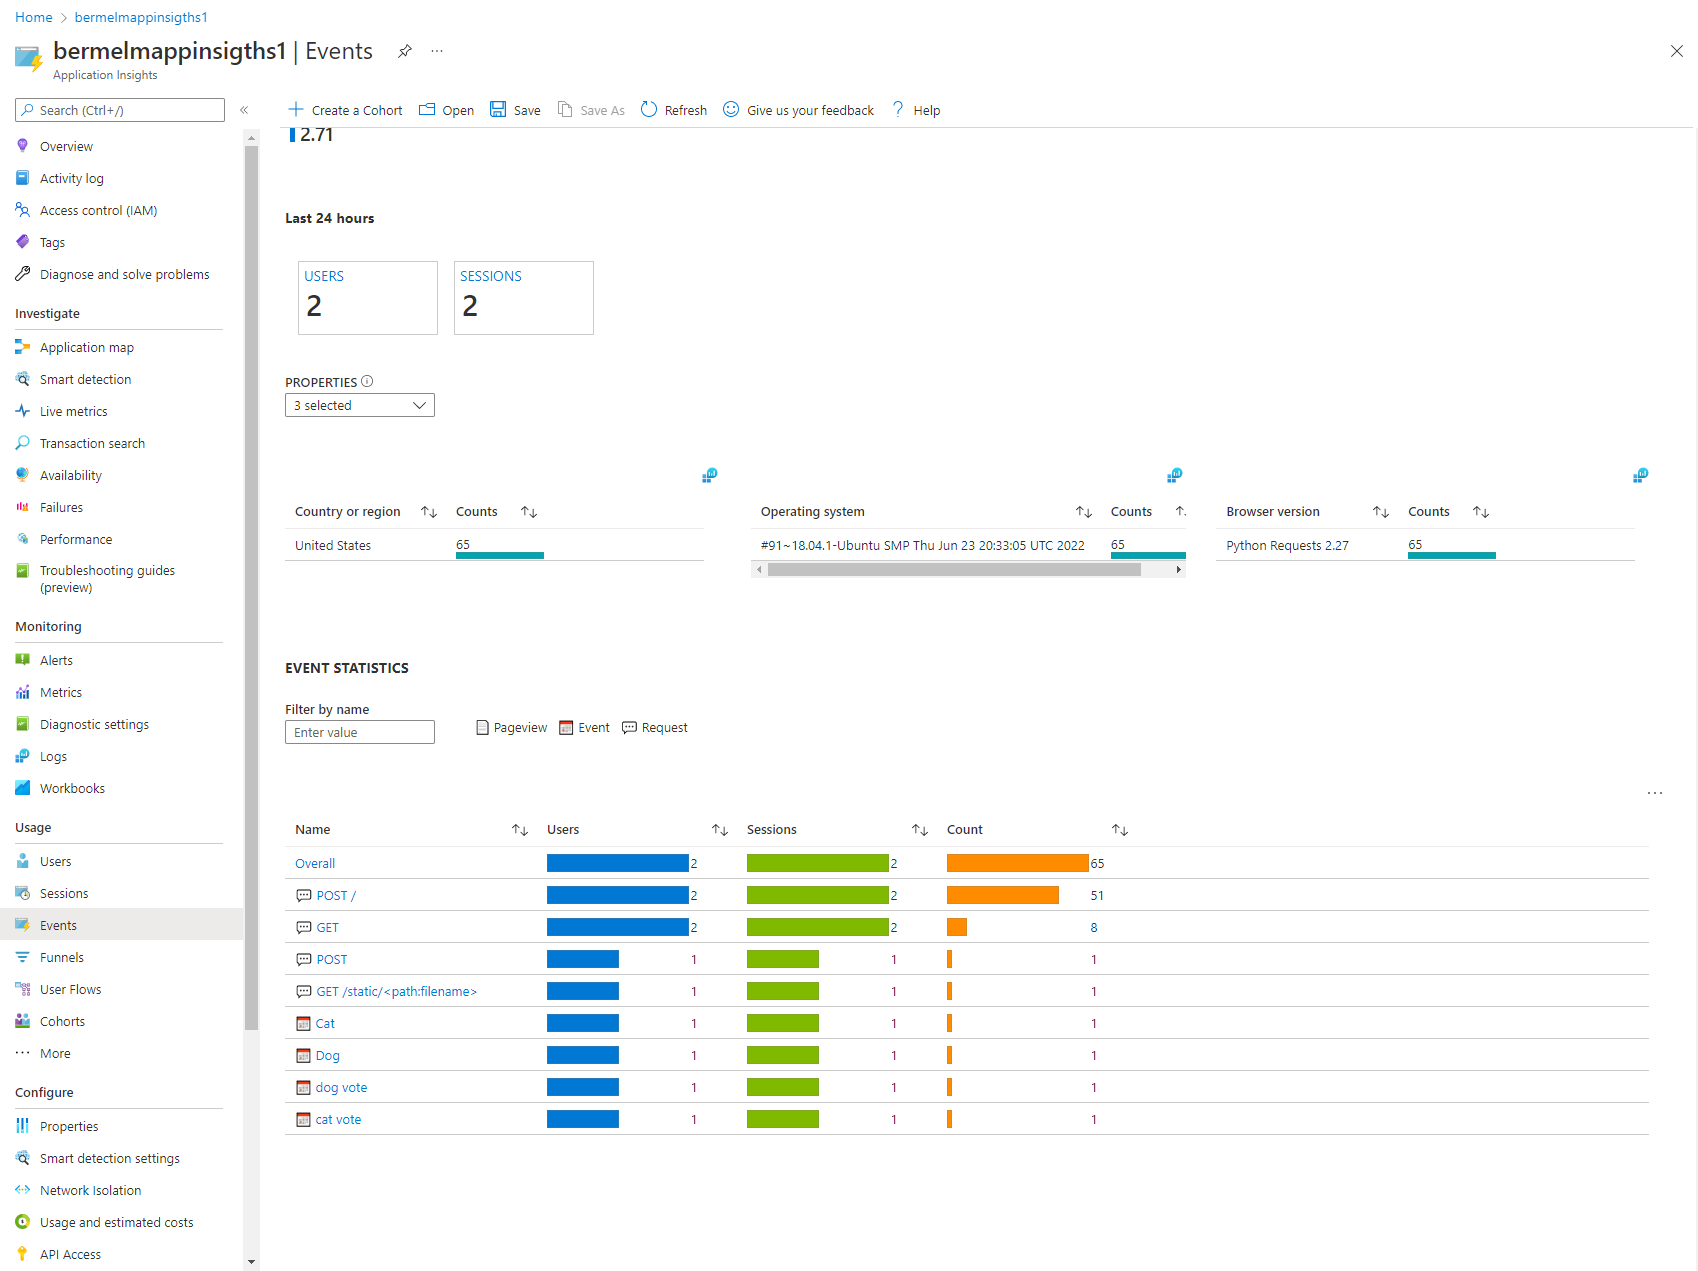 Home > bermelmappinsigths1
bermelmappinsigths1 | Events
Application Insights
Search (Ctrl+/)
«
Create a Cohort
Open
Save
Save As
Refresh
Give us your feedback
? Help
Overview
Activity log
Access control (IAM)
Tags
Diagnose and solve problems
Investigate
Application map
Smart detection
Live metrics
Transaction search
Availability
Failures
Performance
Troubleshooting guides
(preview)
Monitoring
Alerts
Metrics
Diagnostic settings
Logs
Workbooks
Usage
Users
Sessions
Events
Funnels
User Flows
Cohorts
More
Configure
Properties
Smart detection settings
Network Isolation
Usage and estimated costs
API Access
2.71
Last 24 hours
USERS
2
SESSIONS
2
PROPERTIES
3 selected
Country or region Counts
United States 65
Operating system Counts
#91~18.04.1-Ubuntu SMP Thu Jun 23 20:33:05 UTC 2022 65
Browser version Counts
Python Requests 2.27 65
EVENT STATISTICS
Filter by name
Enter value
Pageview Event Request
Name Users Sessions Count
Overall 2 2 65
POST / 2 2 51
GET 2 2 8
POST 1 1 1
GET /static/<path:filename> 1 1 1
Cat 1 1 1
Dog 1 1 1
dog vote 1 1 1
cat vote 1 1 1